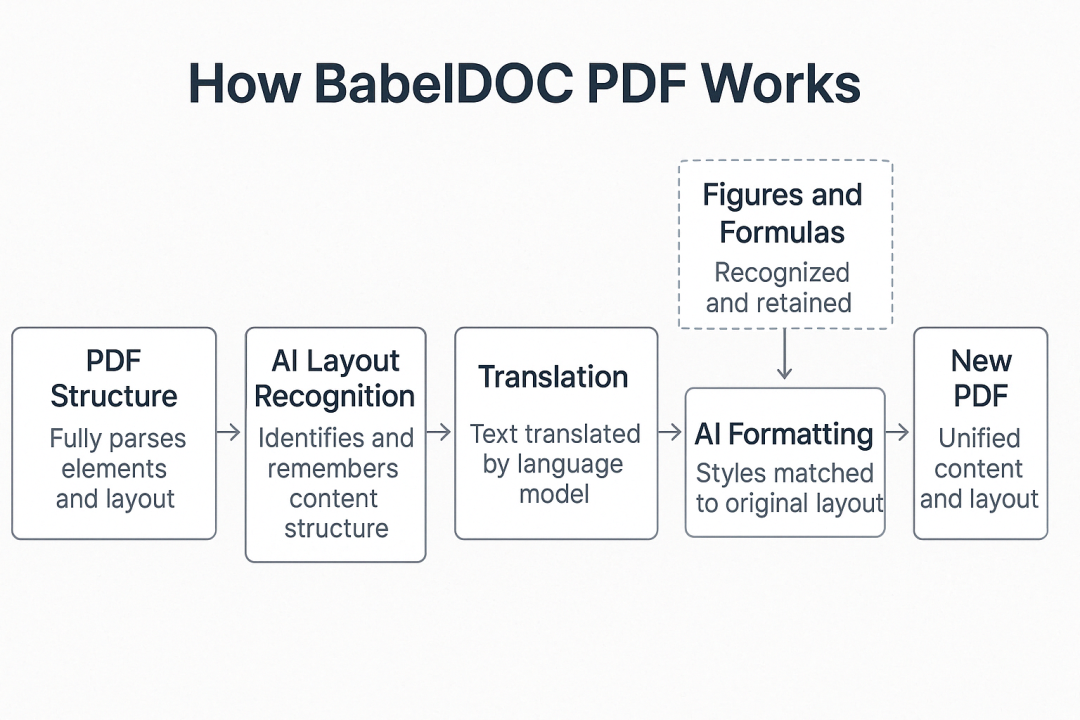 How BabelDOC PDF Works
Figures and
Formulas
Recognized
and retained
PDF
Structure
Fully parses
elements
and layout
AI Layout
Recognition
Identifies and
remembers
content
structure
Translation
Text translated
by language
model
AI Formatting
Styles matched
to original layout
New
PDF
Unified
content
and layout